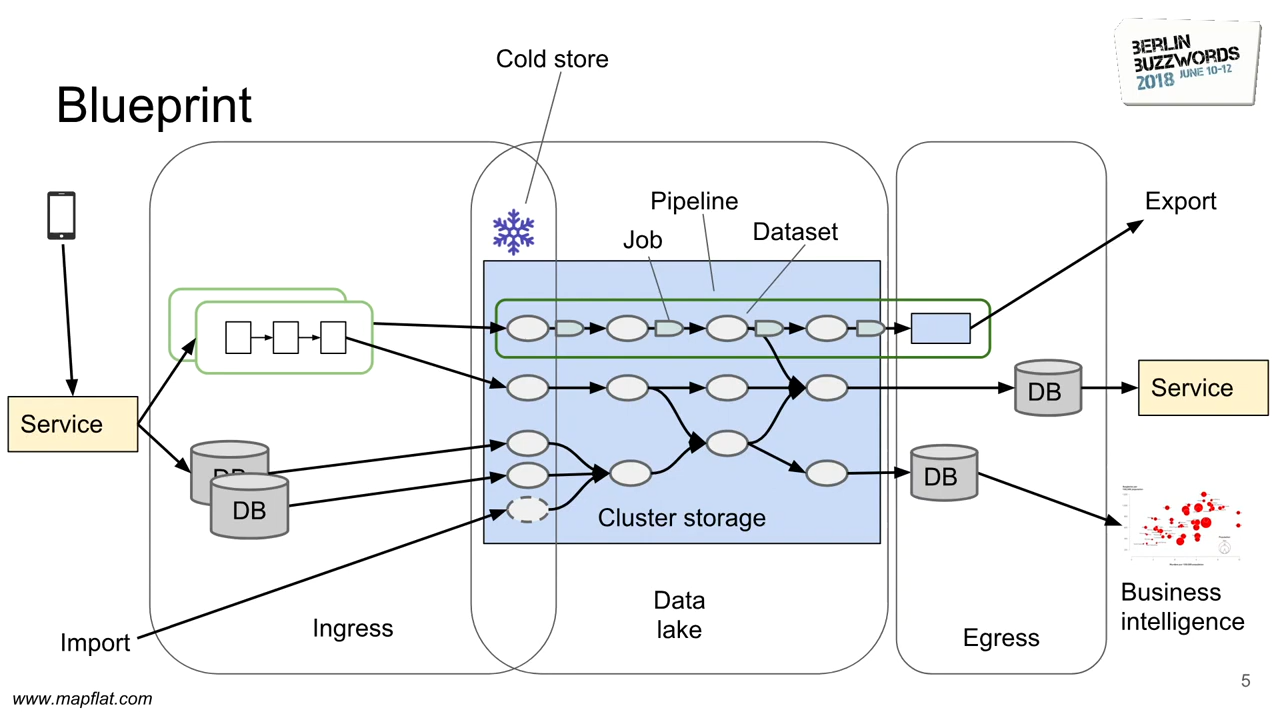 Cold store
BERLIN
BUZZWORDS
2018 JUNE 10-12
Blueprint
Pipeline
Export
Job
Dataset
Service
DB
Service
DB
DB
DB
Cluster storage
Business
intelligence
Data
lake
Ingress
Egress
Import
5
www.mapflat.com